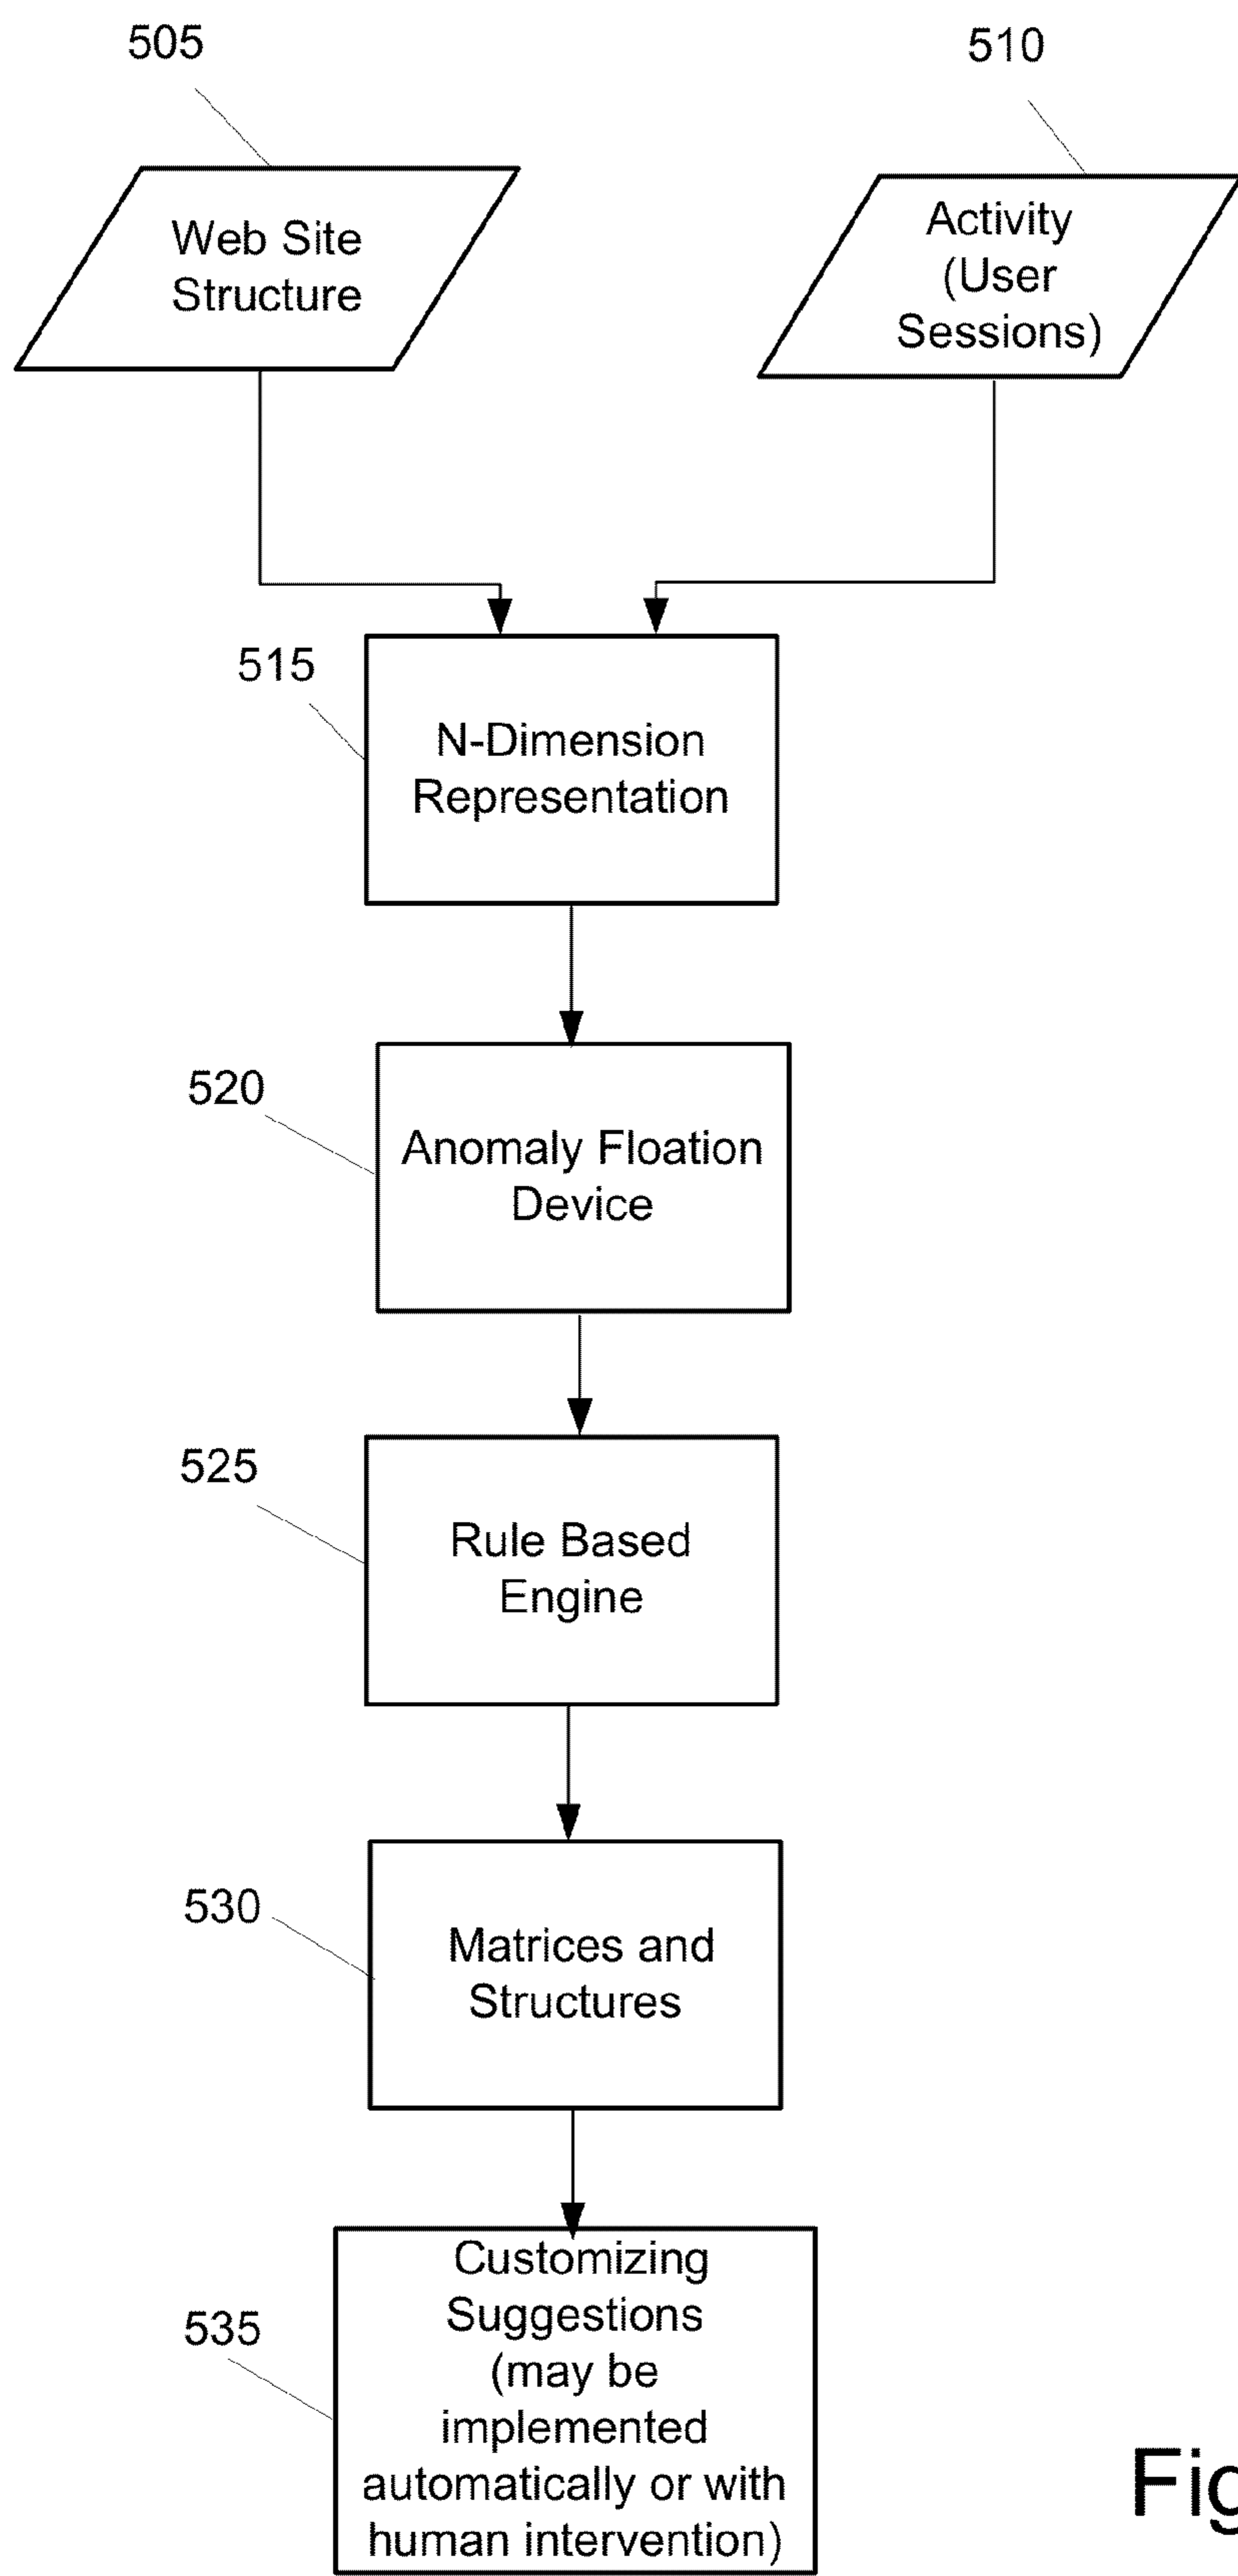 505
510
Web Site
Structure
Activity
(User
Sessions)
515
N-Dimension
Representation
520
Anomaly Floation
Device
525
Rule Based
Engine
530
Matrices and
Structures
535
Customizing
Suggestions
(may be
implemented
automatically or with
human intervention)
Fig